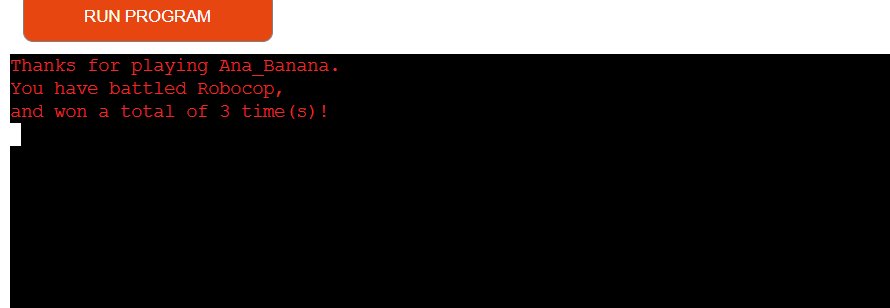 RUN PROGRAM
Thanks for playing Ana_Banana.
You have battled Robocop,
and won a total of 3 time(s)!